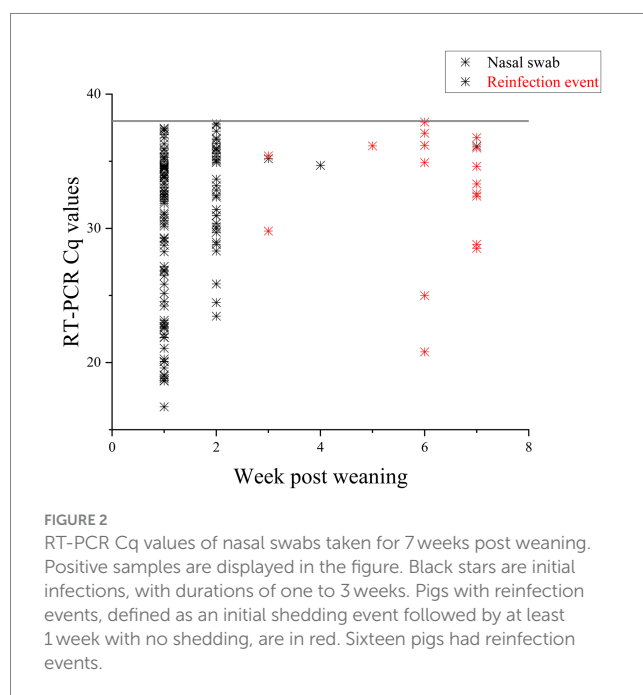 Nasal swab
Reinfection event
40
30
20
RT-PCR Cq values
0
2
4
6
8
Week post weaning
FIGURE 2
RT-PCR Cq values of nasal swabs taken for 7 weeks post weaning.
Positive samples are displayed in the figure. Black stars are initial
infections, with durations of one to 3 weeks. Pigs with reinfection
events, defined as an initial shedding event followed by at least
1 week with no shedding, are in red. Sixteen pigs had reinfection
events.